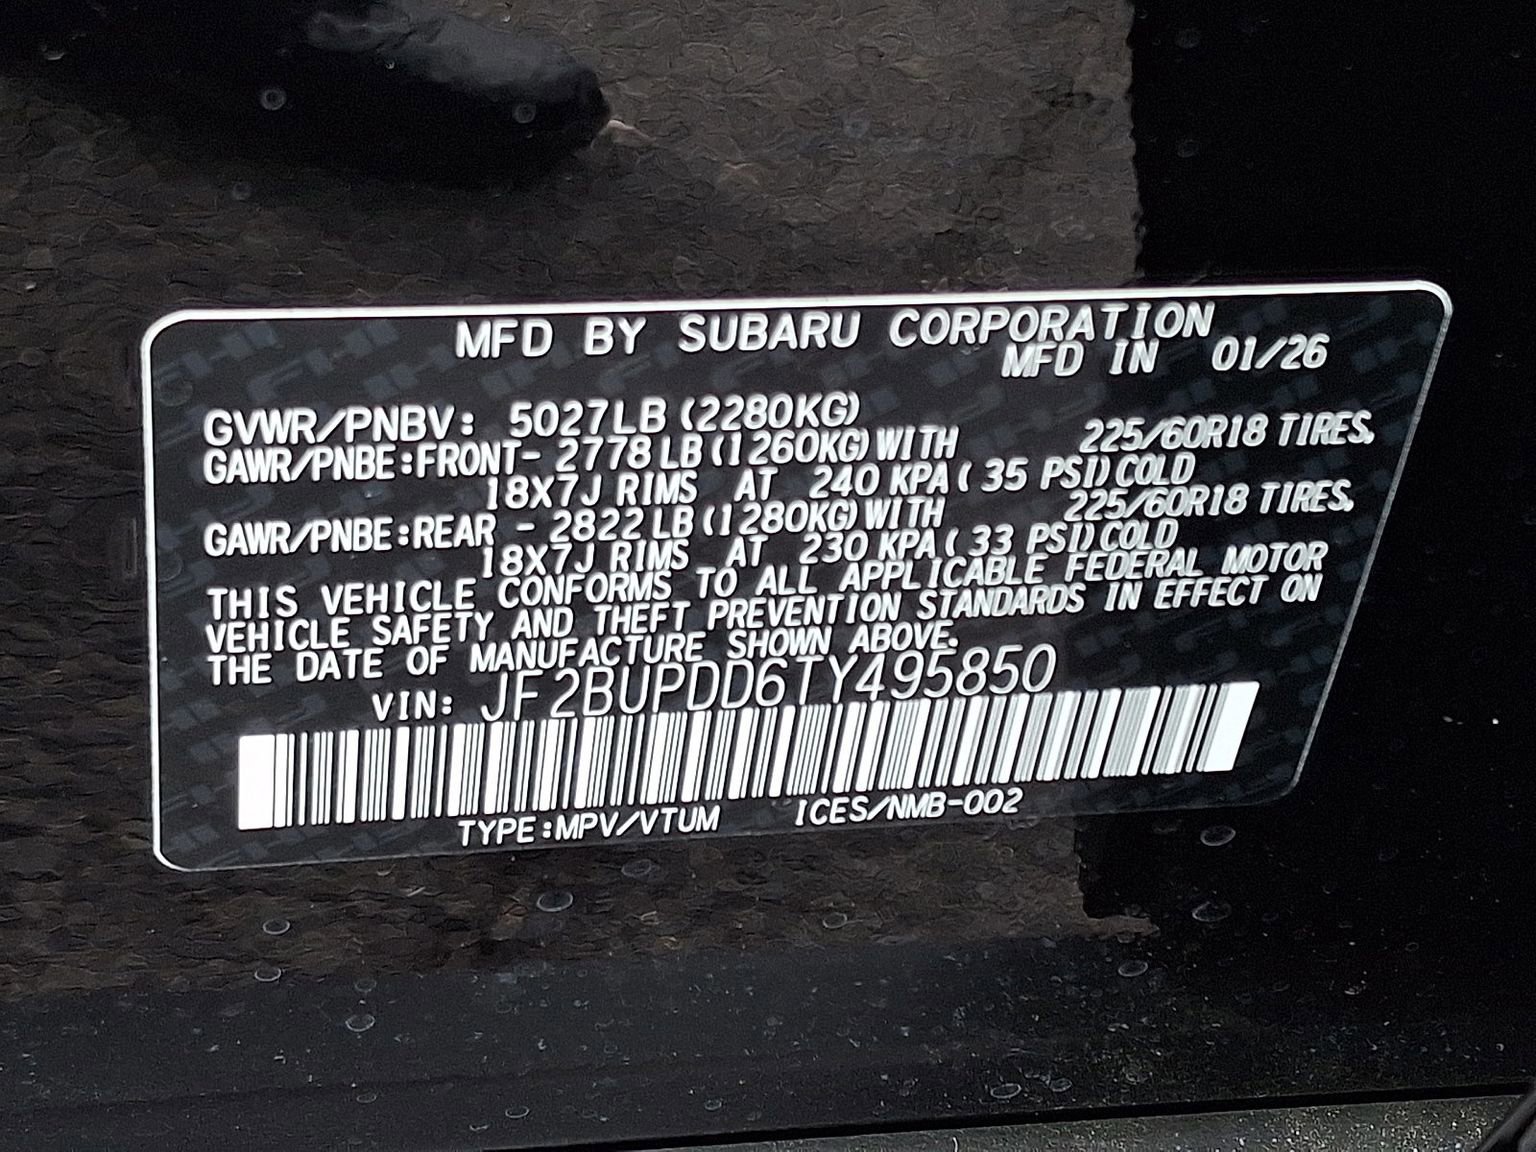 MFD BY SUBARU CORPORATION
MFD IN 01/26
GVWR/PNBV: 5027LB (2280KG)
GAWR/PNBE:FRONT- 2778 LB (1260KG) WITH 225/60R18 TIRES,
18X7J RIMS AT 240 KPA ( 35 PSI) COLD
GAWR/PNBE:REAR - 2822 LB (1280KG) WITH 225/60R18 TIRES,
18X7J RIMS AT 230 KPA ( 33 PSI) COLD
THIS VEHICLE CONFORMS TO ALL APPLICABLE FEDERAL MOTOR
VEHICLE SAFETY AND THEFT PREVENTION STANDARDS IN EFFECT ON
THE DATE OF MANUFACTURE SHOWN ABOVE.
VIN: JF2BUPDD6TY495850
TYPE:MPV/VTUM ICES/NMB-002